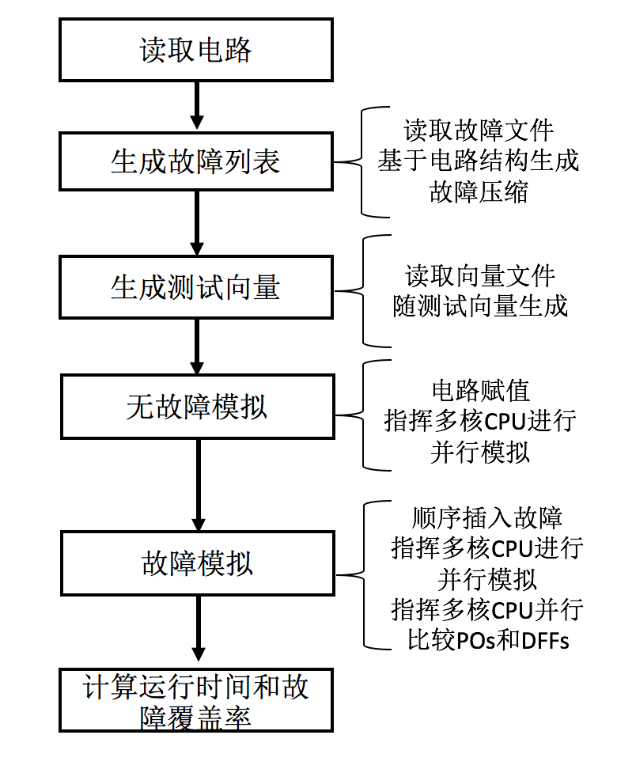 读取电路
生成故障列表
读取故障文件
基于电路结构生成
故障压缩
生成测试向量
读取向量文件
随测试向量生成
无故障模拟
电路赋值
指挥多核CPU进行
并行模拟
故障模拟
顺序插入故障
指挥多核CPU进行
并行模拟
指挥多核CPU并行
比较POs和DFFs
计算运行时间和故
障覆盖率